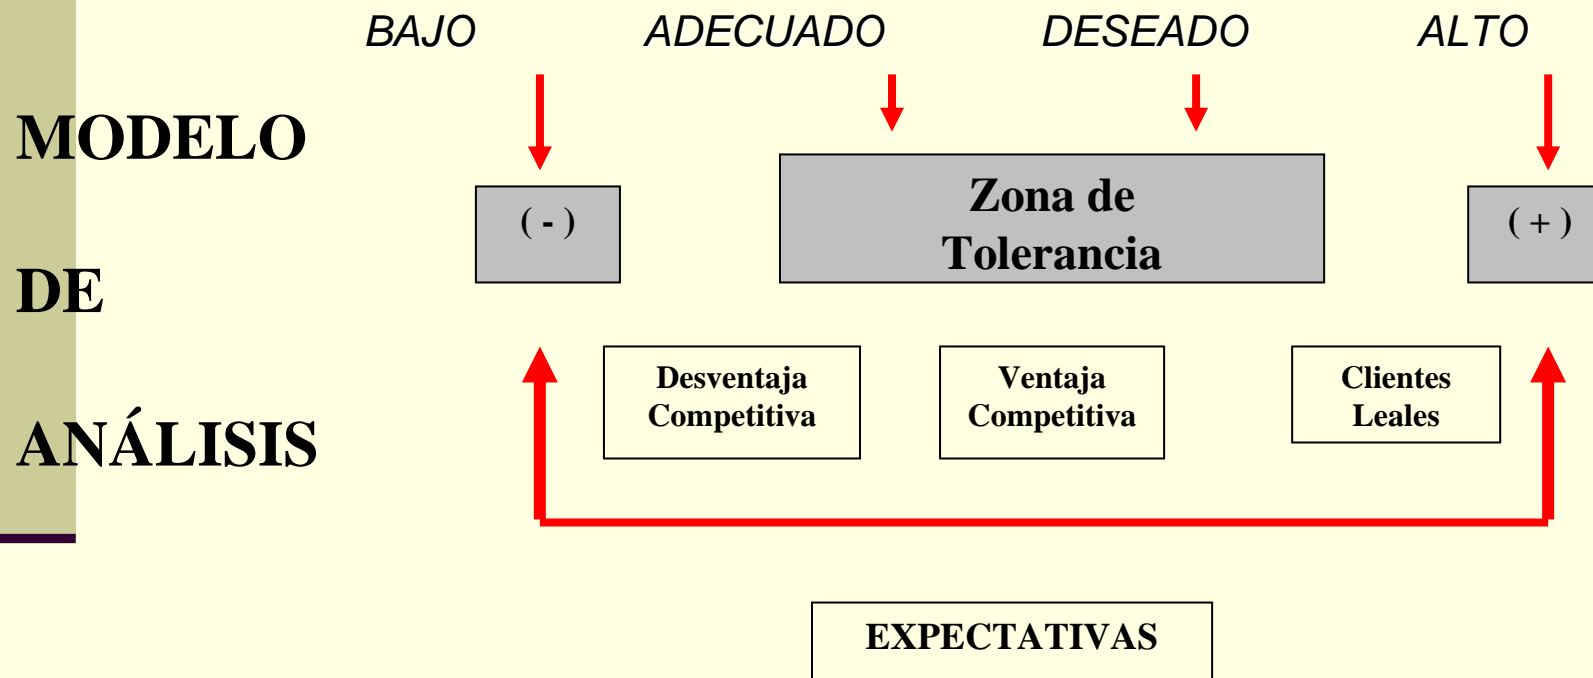 BAJO ADECUADO DESEADO ALTO
MODELO
DE
ANÁLISIS
( - )
Zona de
Tolerancia
( + )
Desventaja
Competitiva
Ventaja
Competitiva
Clientes
Leales
EXPECTATIVAS